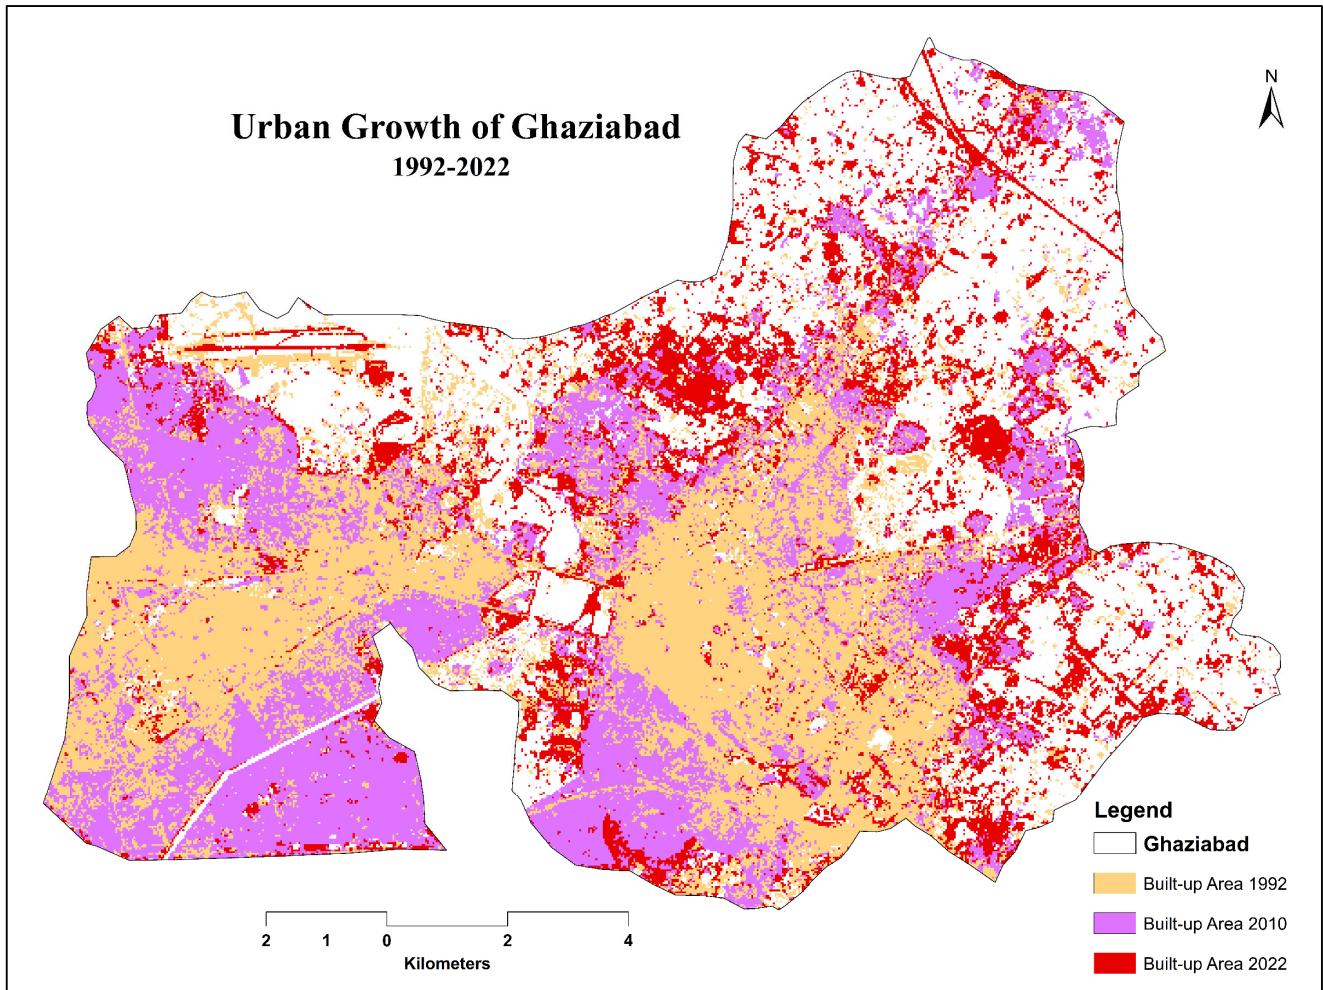 Urban Growth of Ghaziabad
1992-2022
N
Legend
Ghaziabad
Built-up Area 1992
Built-up Area 2010
Built-up Area 2022
2 1 0 2 4
Kilometers